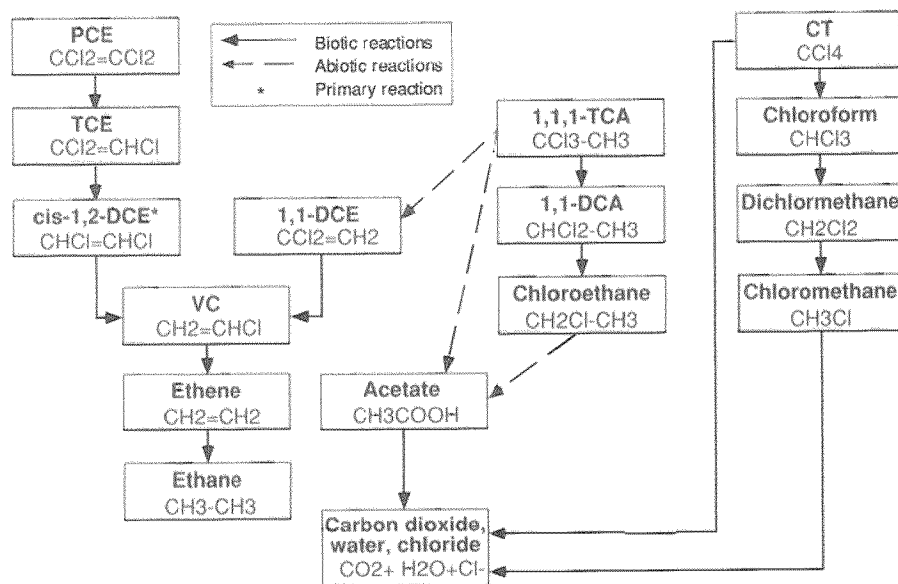 PCE
CCl2=CCl2
Biotic reactions
Abiotic reactions
* Primary reaction
CT
CCl4
TCE
CCl2=CHCl
1,1,1-TCA
CCl3-CH3
Chloroform
CHCl3
cis-1,2-DCE*
CHCl=CHCl
1,1-DCE
CCl2=CH2
1,1-DCA
CHCl2-CH3
Dichlormethane
CH2Cl2
VC
CH2=CHCl
Chloroethane
CH2Cl-CH3
Chloromethane
CH3Cl
Ethene
CH2=CH2
Acetate
CH3COOH
Ethane
CH3-CH3
Carbon dioxide,
water, chloride
CO2+ H2O+Cl-